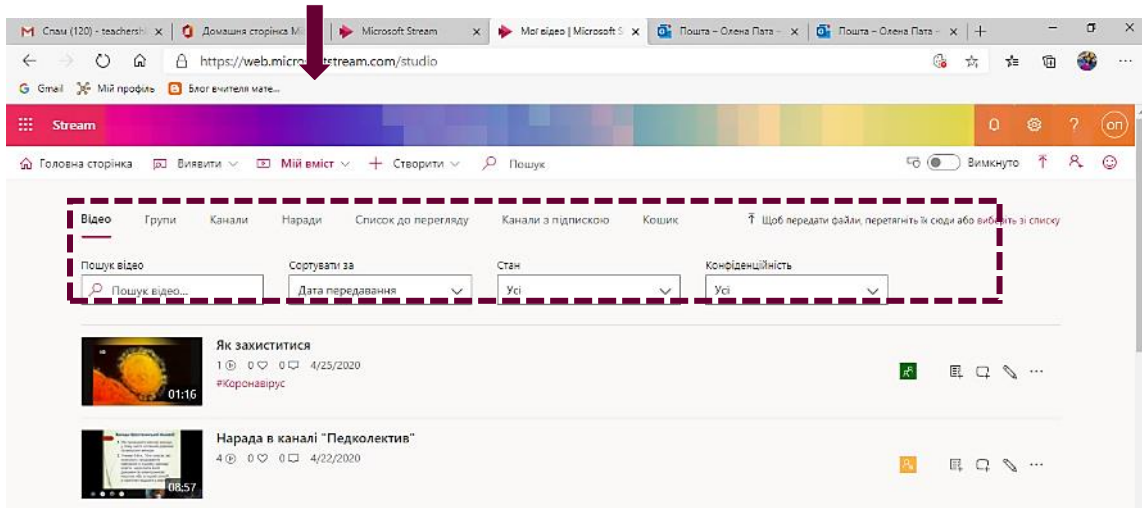 Спам (120) - teachershi
Домашня сторінка Mi
Microsoft Stream
Мої відео | Microsoft S
Пошта – Олена Пата -
Пошта – Олена Пата -
https://web.microsoftstream.com/studio
Gmail Мій профіль Блог вчителя мате...
Stream ? ОП
Головна сторінка Виявити Мій вміст Створити Пошук Вимкнуто
Відео Групи Канали Наради Список до перегляду Канали з підпискою Кошик Щоб передати файли, перетягніть їх сюди або виберіть зі списку
Пошук відео Сортувати за Стан Конфіденційність
Пошук відео... Дата передавання Усі Усі
Як захиститися
1 0 0 4/25/2020
#Коронавірус
01:16
Нарада в каналі "Педколектив"
4 0 0 4/22/2020
08:57